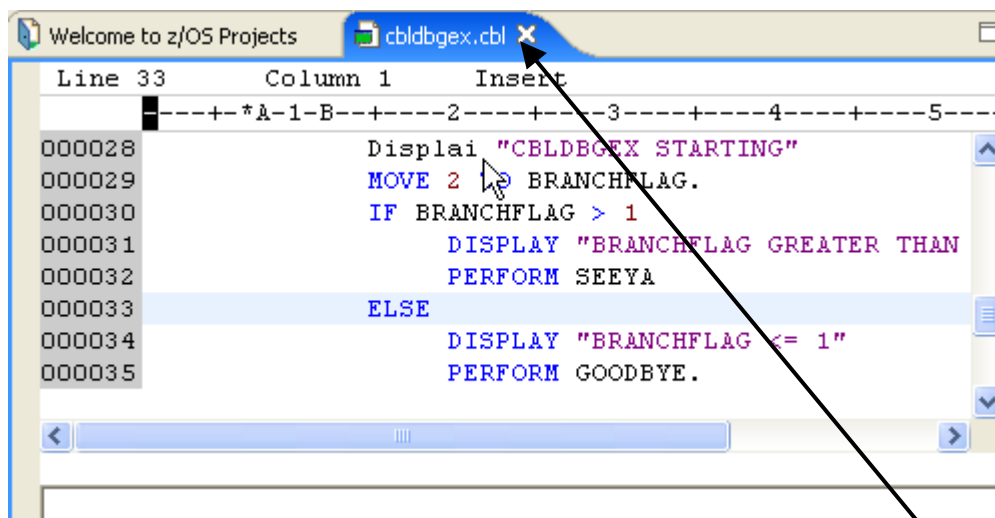 Welcome to z/OS Projects cbldbgex.cbl
Line 33 Column 1 Insert
----+-*A-1-B--+----2----+----3----+----4----+----5----
000028 Displai "CBLDBGEX STARTING"
000029 MOVE 2 TO BRANCHFLAG.
000030 IF BRANCHFLAG > 1
000031 DISPLAY "BRANCHFLAG GREATER THAN
000032 PERFORM SEEYA
000033 ELSE
000034 DISPLAY "BRANCHFLAG <= 1"
000035 PERFORM GOODBYE.